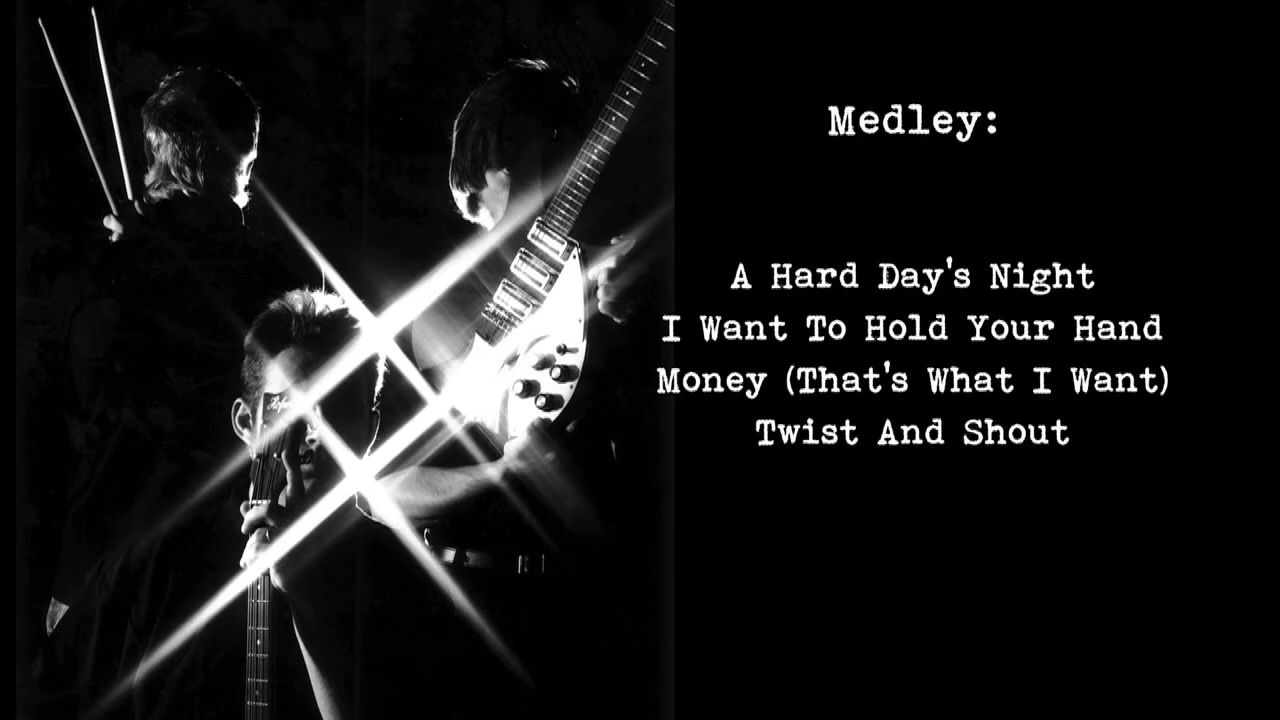 Medley:
A Hard Day's Night
I Want To Hold Your Hand
Money (That's What I Want)
Twist And Shout